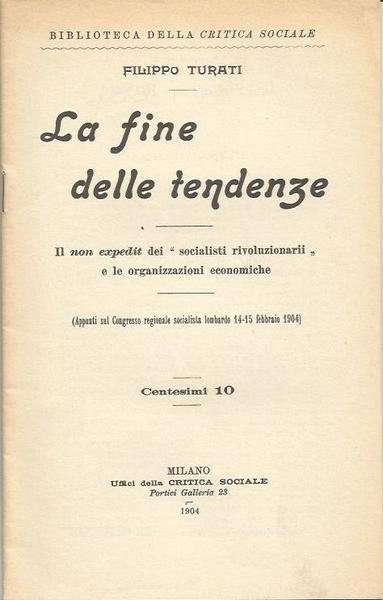 BIBLIOTECA DELLA CRITICA SOCIALE
FILIPPO TURATI
La fine
delle tendenze
Il non expedit dei “ socialisti rivoluzionarii „
e le organizzazioni economiche
(Appunti sul Congresso regionale socialista lombardo 14-15 febbraio 1904)
Centesimi 10
MILANO
Uffici della CRITICA SOCIALE
Portici Galleria 23
1904